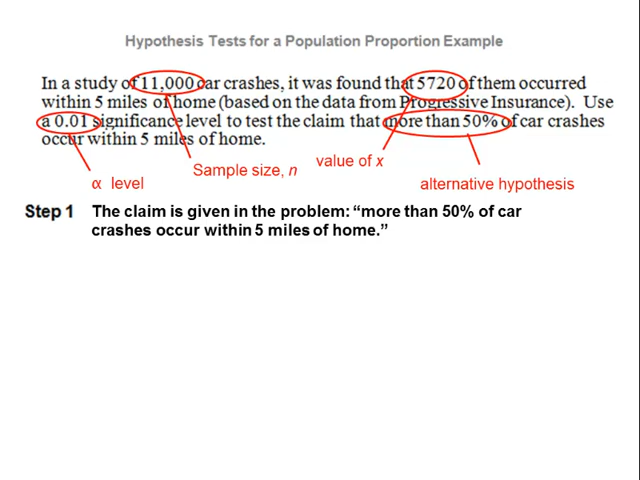 Hypothesis Tests for a Population Proportion Example
In a study of 11,000 car crashes, it was found that 5720 of them occurred
within 5 miles of home (based on the data from Progressive Insurance). Use
a 0.01 significance level to test the claim that more than 50% of car crashes
occur within 5 miles of home.
α level
Sample size, n
value of x
alternative hypothesis
Step 1 The claim is given in the problem: “more than 50% of car
crashes occur within 5 miles of home.”